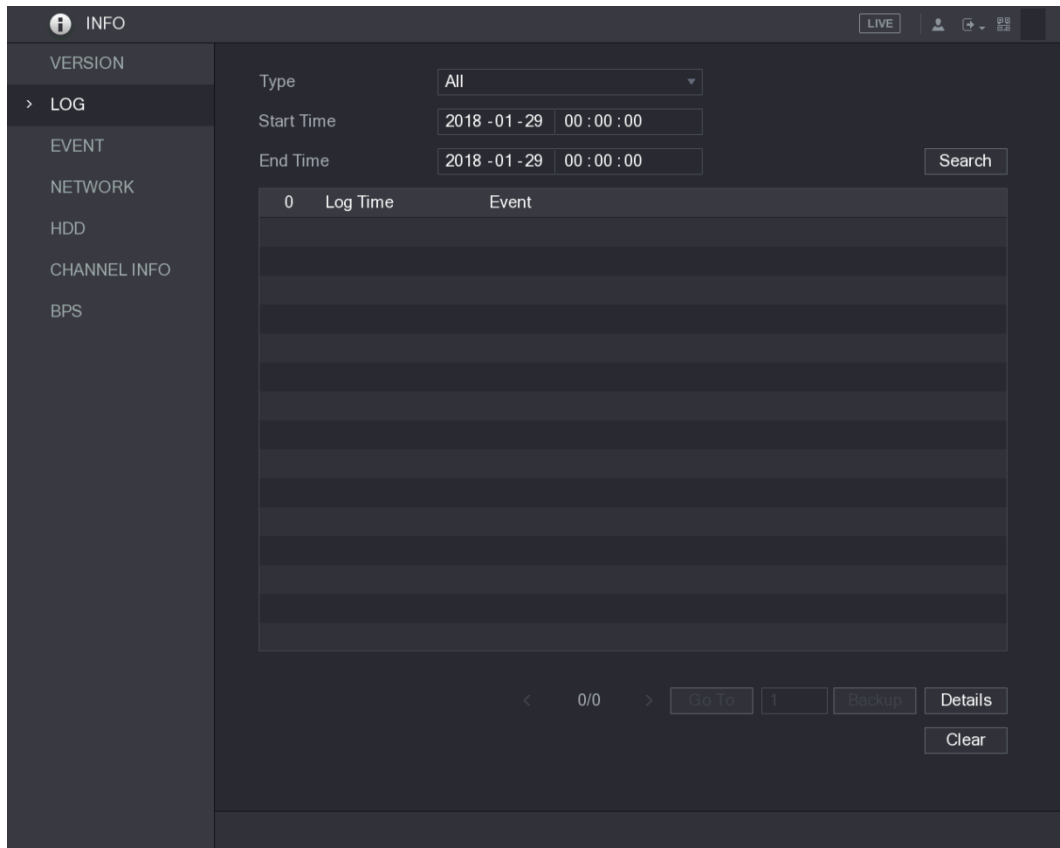 INFO
LIVE
VERSION
LOG
EVENT
NETWORK
HDD
CHANNEL INFO
BPS
Type All
Start Time 2018 -01 -29 00 : 00 : 00
End Time 2018 -01 -29 00 : 00 : 00 Search
0 Log Time Event
< 0/0 > Go To 1 Backup Details
Clear